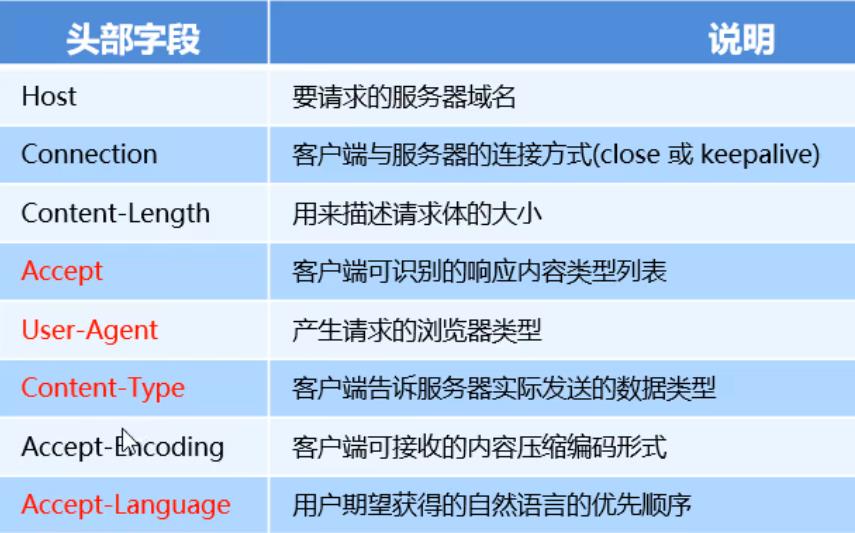 头部字段 说明
Host 要请求的服务器域名
Connection 客户端与服务器的连接方式(close 或 keepalive)
Content-Length 用来描述请求体的大小
Accept 客户端可识别的响应内容类型列表
User-Agent 产生请求的浏览器类型
Content-Type 客户端告诉服务器实际发送的数据类型
Accept-Encoding 客户端可接收的内容压缩编码形式
Accept-Language 用户期望获得的自然语言的优先顺序